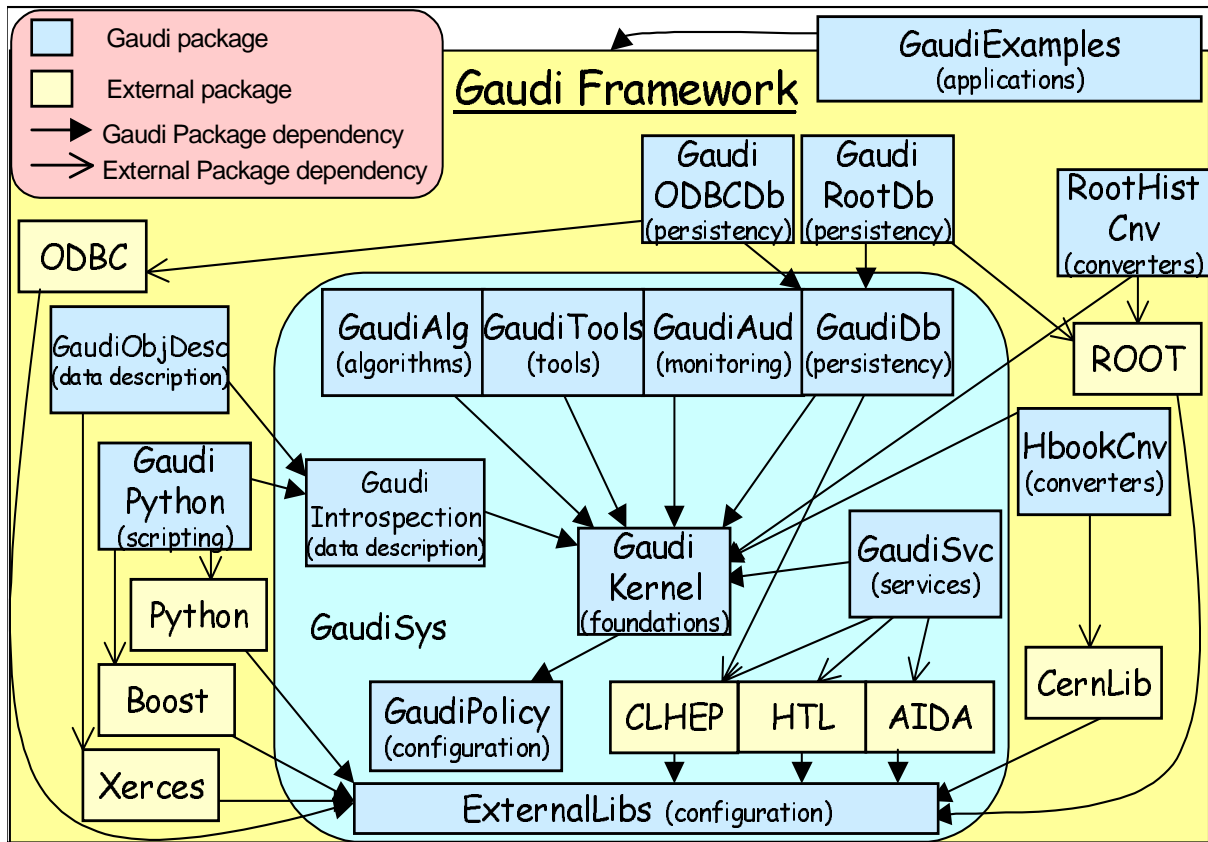 Gaudi package
External package
Gaudi Package dependency
External Package dependency
GaudiExamples
(applications)
Gaudi Framework
Gaudi
ODBCDb
(persistency)
Gaudi
RootDb
(persistency)
RootHist
Cnv
(converters)
ODBC
GaudiAlg
(algorithms)
GaudiTools
(tools)
GaudiAud
(monitoring)
GaudiDb
(persistency)
ROOT
GaudiObjDesc
(data description)
HbookCnv
(converters)
Gaudi
Python
(scripting)
Gaudi
Introspection
(data description)
Gaudi
Kernel
(foundations)
GaudiSvc
(services)
Python
GaudiSys
Boost
GaudiPolicy
(configuration)
CLHEP
HTL
AIDA
CernLib
Xerces
ExternalLibs (configuration)